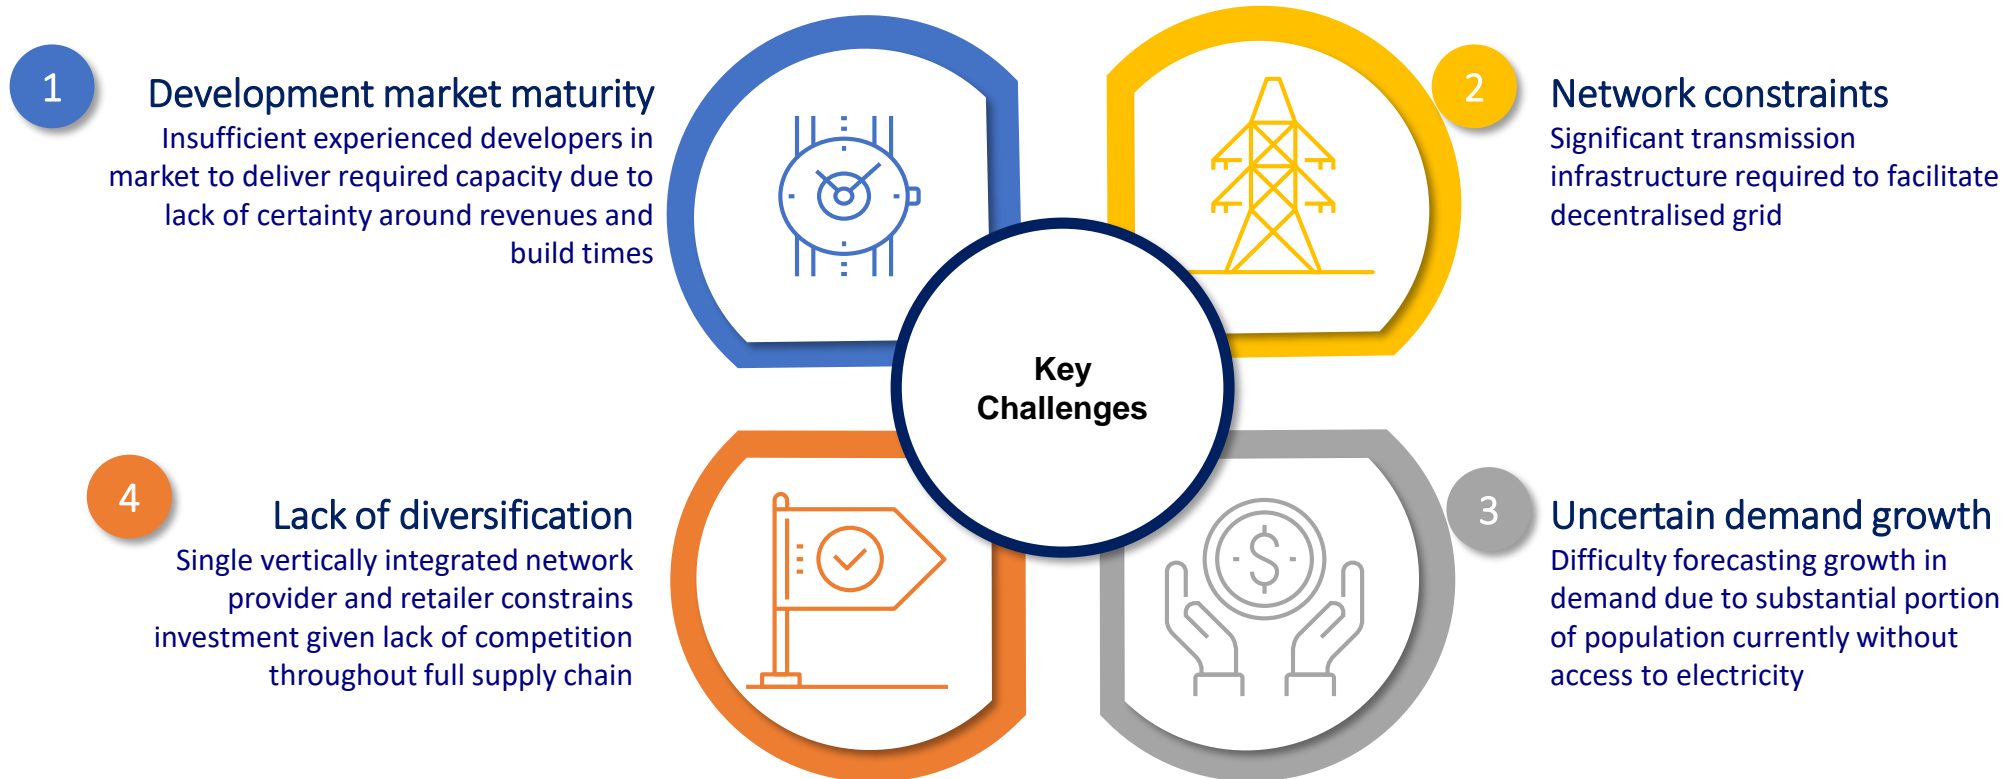 1
Development market maturity
Insufficient experienced developers in
market to deliver required capacity due to
lack of certainty around revenues and
build times
2
Network constraints
Significant transmission
infrastructure required to facilitate
decentralised grid
Key
Challenges
4
Lack of diversification
Single vertically integrated network
provider and retailer constrains
investment given lack of competition
throughout full supply chain
3
Uncertain demand growth
Difficulty forecasting growth in
demand due to substantial portion
of population currently without
access to electricity
$